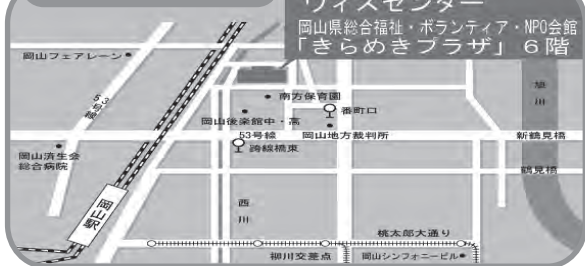 ウィズセンター
岡山県総合福祉・ボランティア・NPO会館
「きらめきプラザ」6階
岡山フェアレーン
53号線
南方保育園
番町口
岡山後楽館中・高
53号線
岡山地方裁判所
新鶴見橋
跨線橋東
岡山済生会
総合病院
鶴見橋
旭川
岡山駅
西川
桃太郎大通り
柳川交差点
岡山シンフォニービル